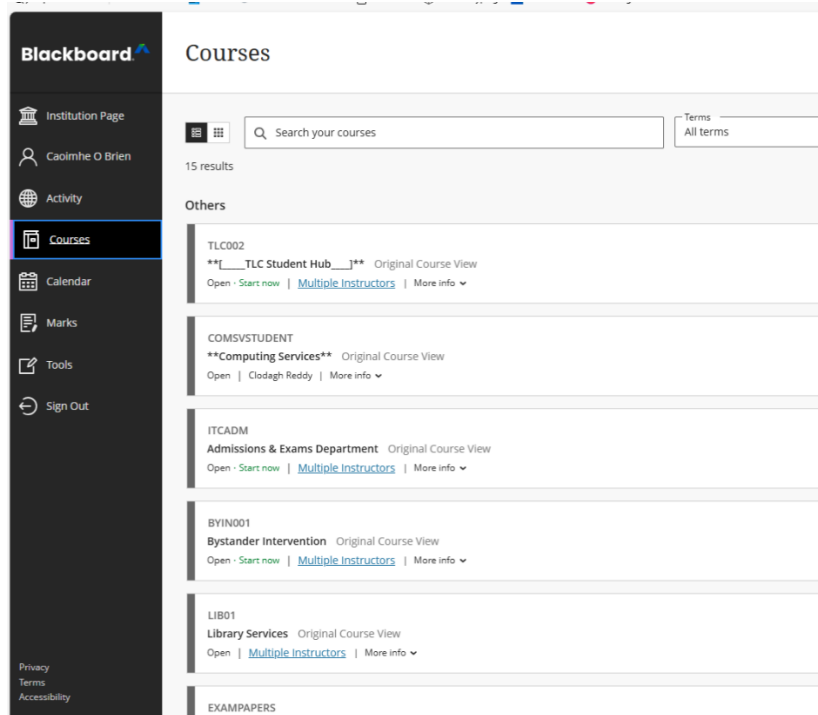 Blackboard
Courses
Institution Page
Caoimhe O Brien
Activity
Courses
Calendar
Marks
Tools
Sign Out
Privacy
Terms
Accessibility
Search your courses
Terms
All terms
15 results
Others
TLC002
**[____TLC Student Hub___]** Original Course View
Open · Start now | Multiple Instructors | More info
COMSVSTUDENT
**Computing Services** Original Course View
Open | Clodagh Reddy | More info
ITCADM
Admissions & Exams Department Original Course View
Open · Start now | Multiple Instructors | More info
BYIN001
Bystander Intervention Original Course View
Open · Start now | Multiple Instructors | More info
LIB01
Library Services Original Course View
Open | Multiple Instructors | More info
EXAMPAPERS